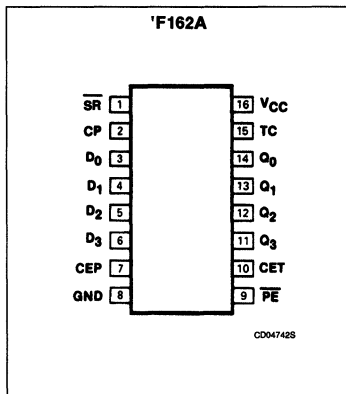 'F162A
SR 1 16 VCC
CP 2 15 TC
D0 3 14 Q0
D1 4 13 Q1
D2 5 12 Q2
D3 6 11 Q3
CEP 7 10 CET
GND 8 9 PE
CD04742S